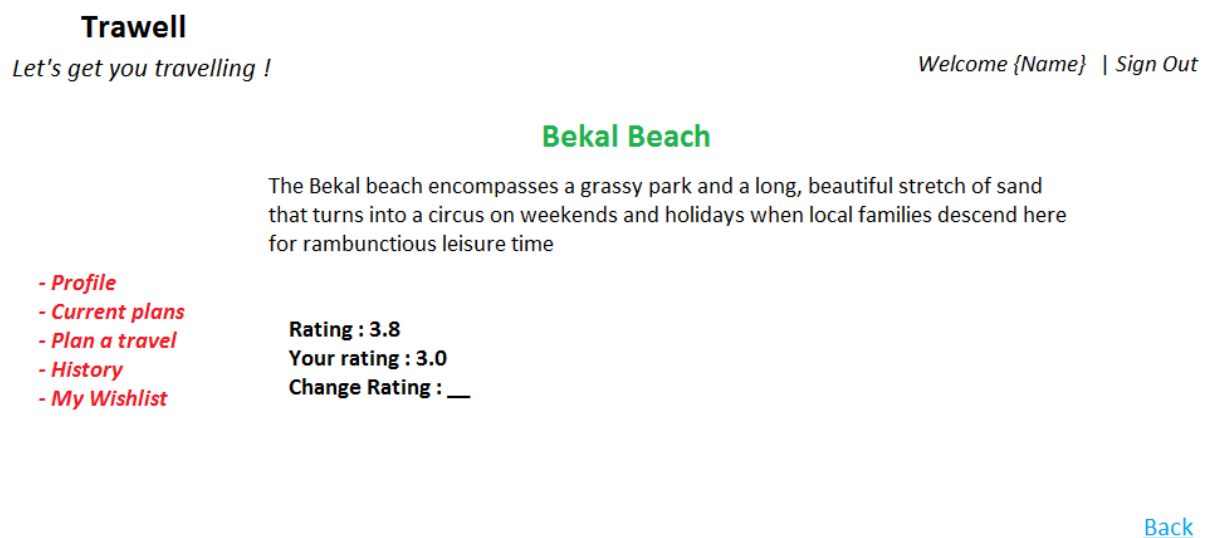 Trawell
Let's get you travelling !
Welcome {Name} | Sign Out
Bekal Beach
The Bekal beach encompasses a grassy park and a long, beautiful stretch of sand
that turns into a circus on weekends and holidays when local families descend here
for rambunctious leisure time
- Profile
- Current plans
- Plan a travel
- History
- My Wishlist
Rating : 3.8
Your rating : 3.0
Change Rating : __
Back